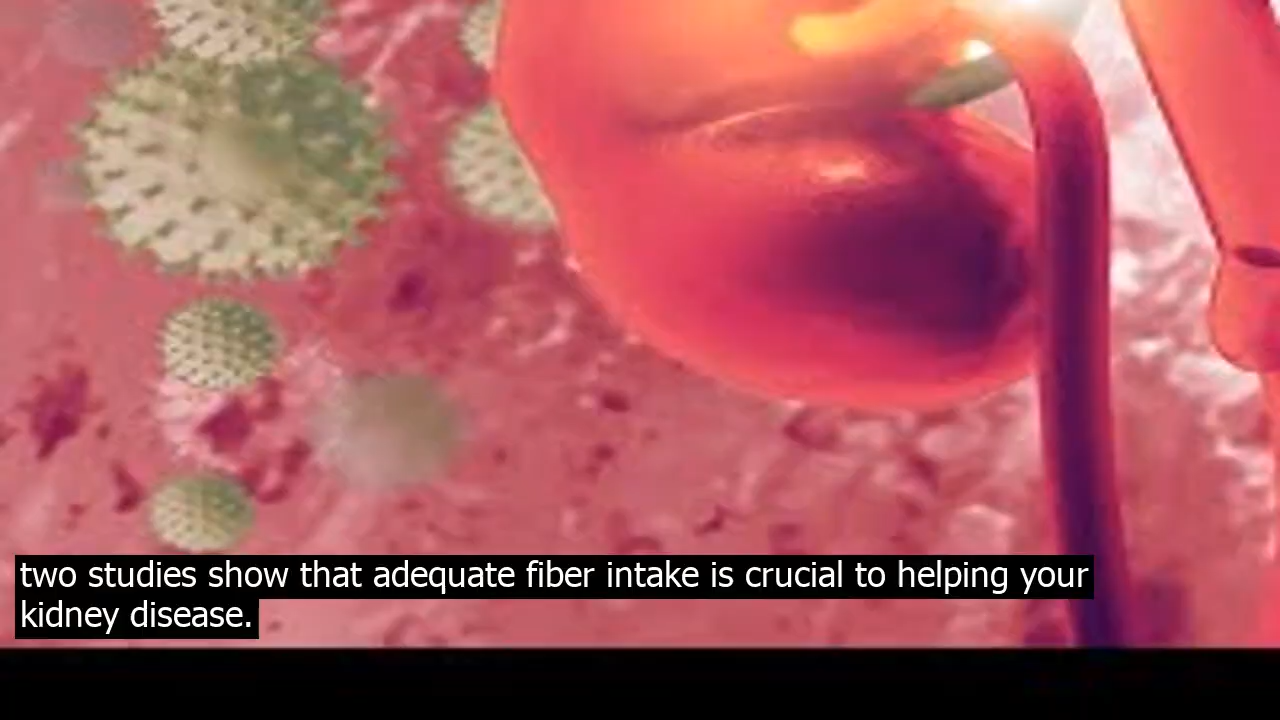 two studies show that adequate fiber intake is crucial to helping your
kidney disease.